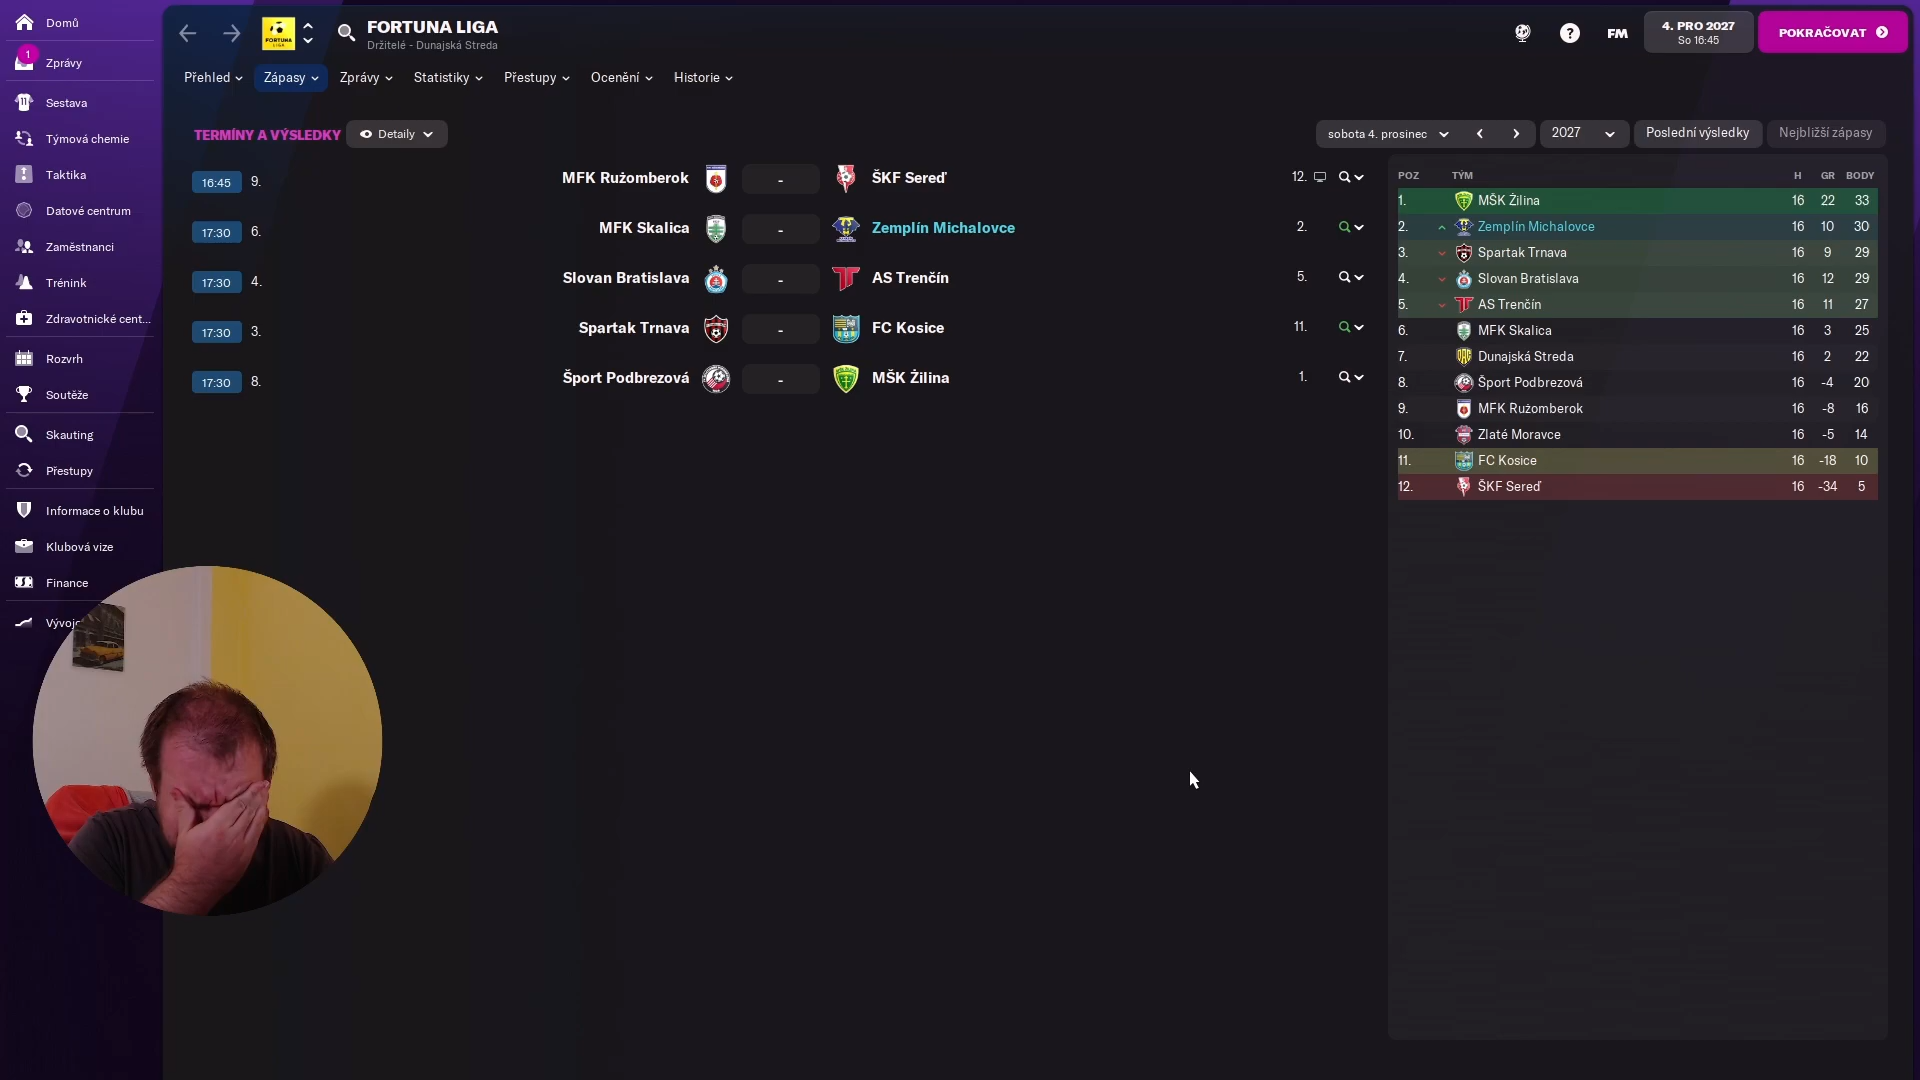 Domů
1
Zprávy
Sestava
Týmová chemie
Taktika
Datové centrum
Zaměstnanci
Trénink
Zdravotnické cent...
Rozvrh
Soutěže
Skauting
Přestupy
Informace o klubu
Klubová vize
Finance
FORTUNA LIGA
Držitelé - Dunajská Streda
FM
4. PRO 2027
So 16:45
POKRAČOVAT
Přehled
Zápasy
Zprávy
Statistiky
Přestupy
Ocenění
Historie
TERMÍNY A VÝSLEDKY
Detaily
sobota 4. prosinec
2027
Poslední výsledky
Nejbližší zápasy
16:45 9. MFK Ružomberok - ŠKF Sereď 12.
17:30 6. MFK Skalica - Zemplín Michalovce 2.
17:30 4. Slovan Bratislava - AS Trenčín 5.
17:30 3. Spartak Trnava - FC Kosice 11.
17:30 8. Šport Podbrezová - MŠK Žilina 1.
POZ TÝM H GR BODY
1. MŠK Žilina 16 22 33
2. Zemplín Michalovce 16 10 30
3. Spartak Trnava 16 9 29
4. Slovan Bratislava 16 12 29
5. AS Trenčín 16 11 27
6. MFK Skalica 16 3 25
7. Dunajská Streda 16 2 22
8. Šport Podbrezová 16 -4 20
9. MFK Ružomberok 16 -8 16
10. Zlaté Moravce 16 -5 14
11. FC Kosice 16 -18 10
12. ŠKF Sereď 16 -34 5